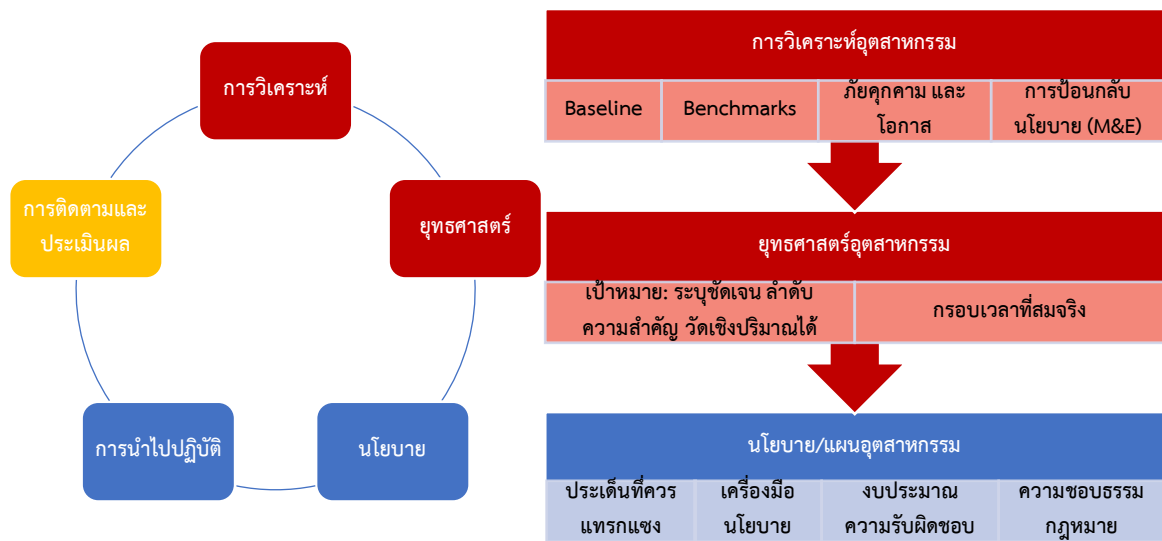 การวิเคราะห์
ยุทธศาสตร์
นโยบาย
การนำไปปฏิบัติ
การติดตามและ
ประเมินผล
การวิเคราะห์อุตสาหกรรม
Baseline
Benchmarks
ภัยคุกคาม และ
โอกาส
การป้อนกลับ
นโยบาย (M&E)
ยุทธศาสตร์อุตสาหกรรม
เป้าหมาย: ระบุชัดเจน ลำดับ
ความสำคัญ วัดเชิงปริมาณได้
กรอบเวลาที่สมจริง
นโยบาย/แผนอุตสาหกรรม
ประเด็นที่ควร
แทรกแซง
เครื่องมือ
นโยบาย
งบประมาณ
ความรับผิดชอบ
ความชอบธรรม
กฎหมาย